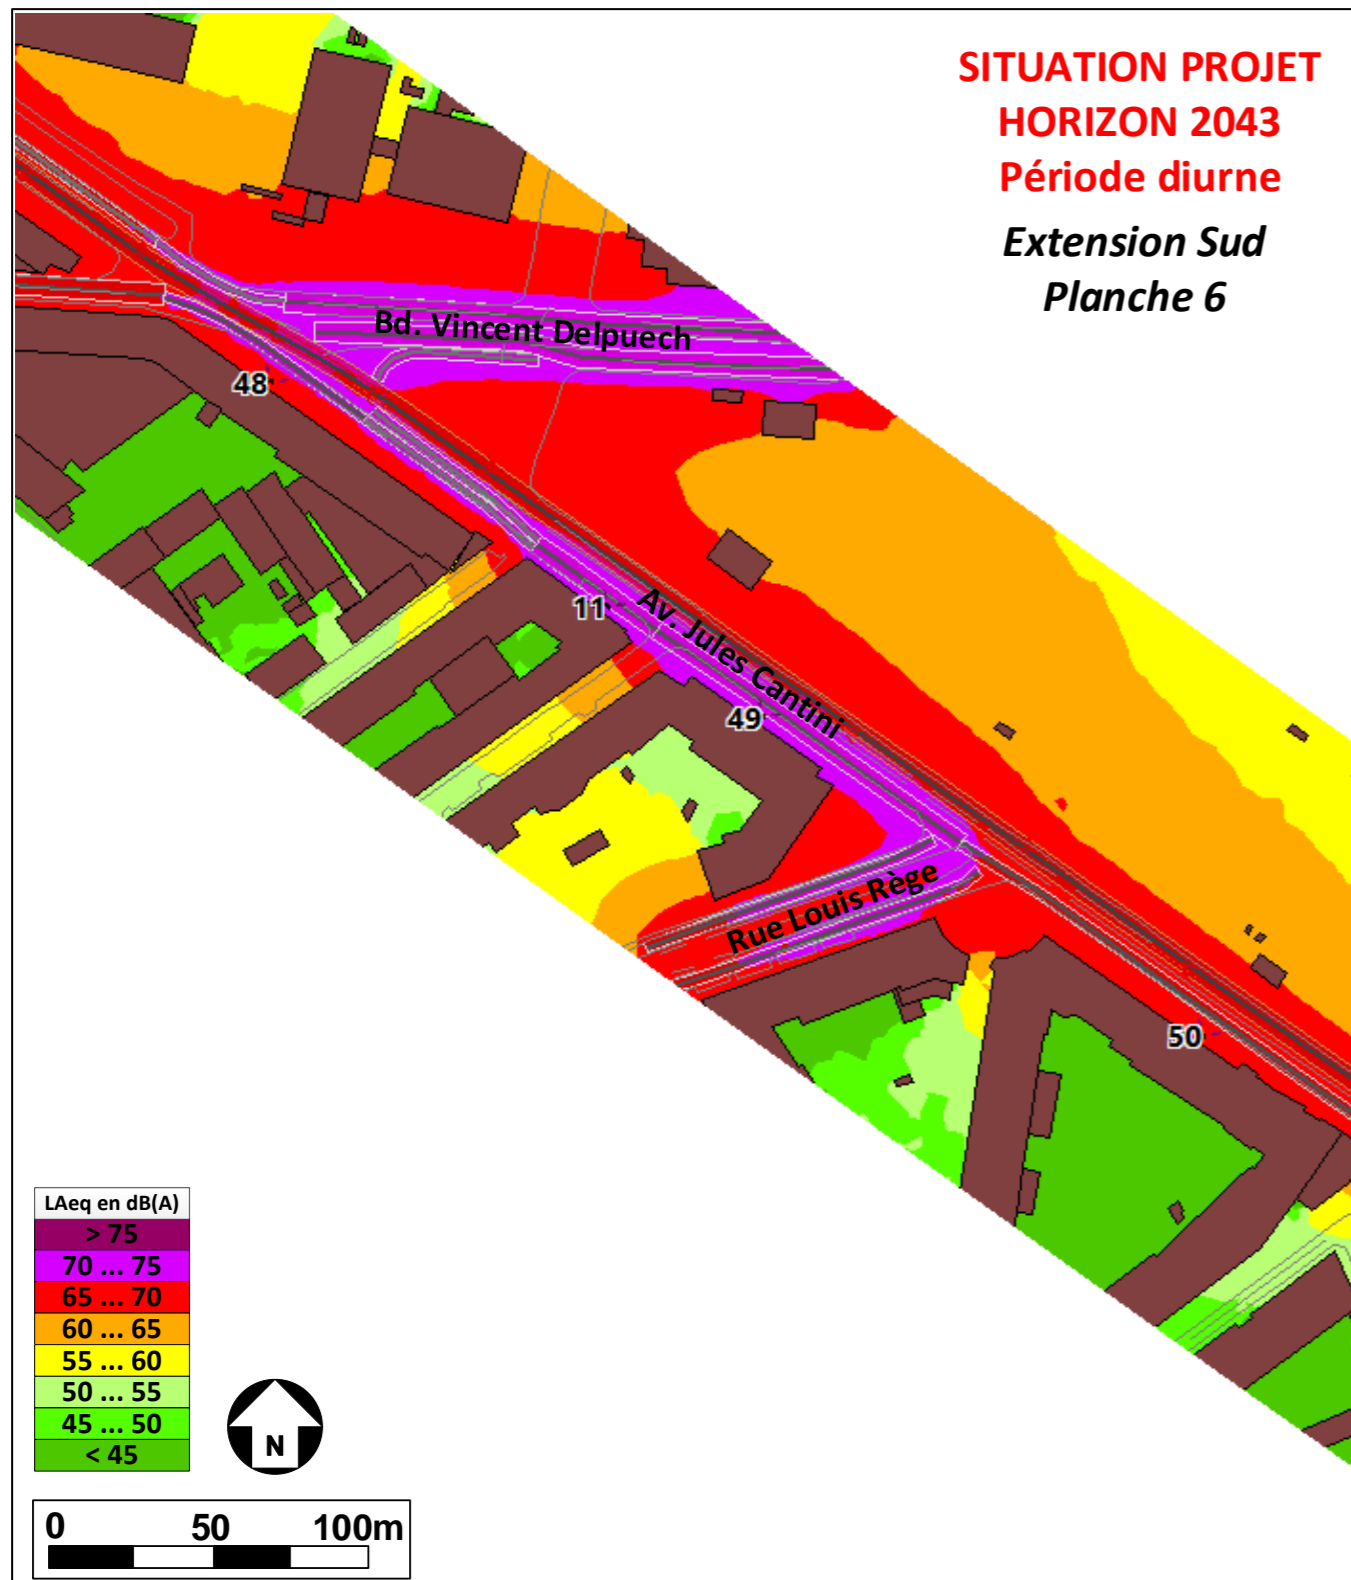 SITUATION PROJET
HORIZON 2043
Période diurne
Extension Sud
Planche 6
Bd. Vincent Delpuech
48
11
Av. Jules Cantini
49
Rue Louis Rège
50
LAeq en dB(A)
> 75
70 ... 75
65 ... 70
60 ... 65
55 ... 60
50 ... 55
45 ... 50
< 45
N
0 50 100m